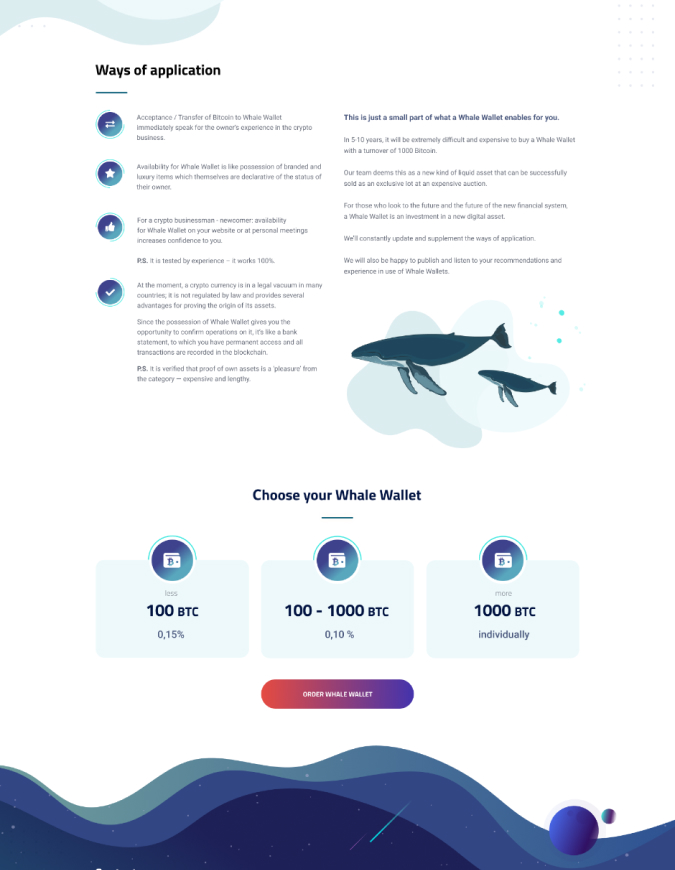 Ways of application
Acceptance / Transfer of Bitcoin to Whale Wallet
immediately speak for the owner's experience in the crypto
business.
Availability for Whale Wallet is like possession of branded and
luxury items which themselves are declarative of the status of
their owner.
For a crypto businessman - newcomer: availability
for Whale Wallet on your website or at personal meetings
increases confidence to you.
P.S. It is tested by experience – it works 100%.
At the moment, a crypto currency is in a legal vacuum in many
countries; it is not regulated by law and provides several
advantages for proving the origin of its assets.
Since the possession of Whale Wallet gives you the
opportunity to confirm operations on it, it's like a bank
statement, to which you have permanent access and all
transactions are recorded in the blockchain.
P.S. It is verified that proof of own assets is a 'pleasure' from
the category — expensive and lengthy.
This is just a small part of what a Whale Wallet enables for you.
In 5-10 years, it will be extremely difficult and expensive to buy a Whale Wallet
with a turnover of 1000 Bitcoin.
Our team deems this as a new kind of liquid asset that can be successfully
sold as an exclusive lot at an expensive auction.
For those who look to the future and the future of the new financial system,
a Whale Wallet is an investment in a new digital asset.
We'll constantly update and supplement the ways of application.
We will also be happy to publish and listen to your recommendations and
experience in use of Whale Wallets.
Choose your Whale Wallet
less
100 BTC
0,15%
100 - 1000 BTC
0,10 %
more
1000 BTC
individually
ORDER WHALE WALLET